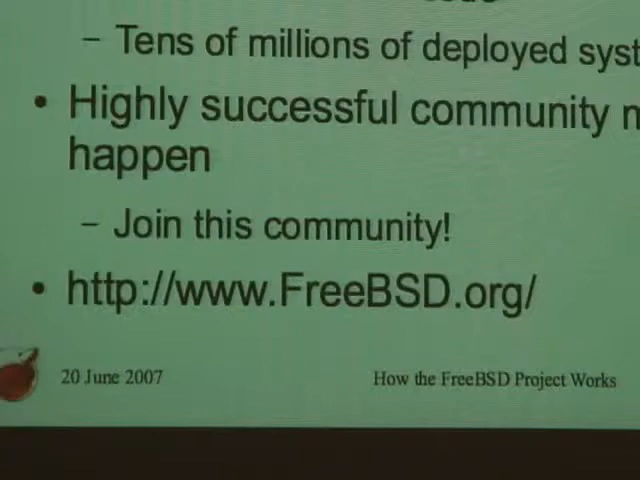 – Tens of millions of deployed
• Highly successful community
happen
– Join this community!
• http://www.FreeBSD.org/
20 June 2007 How the FreeBSD Project Works